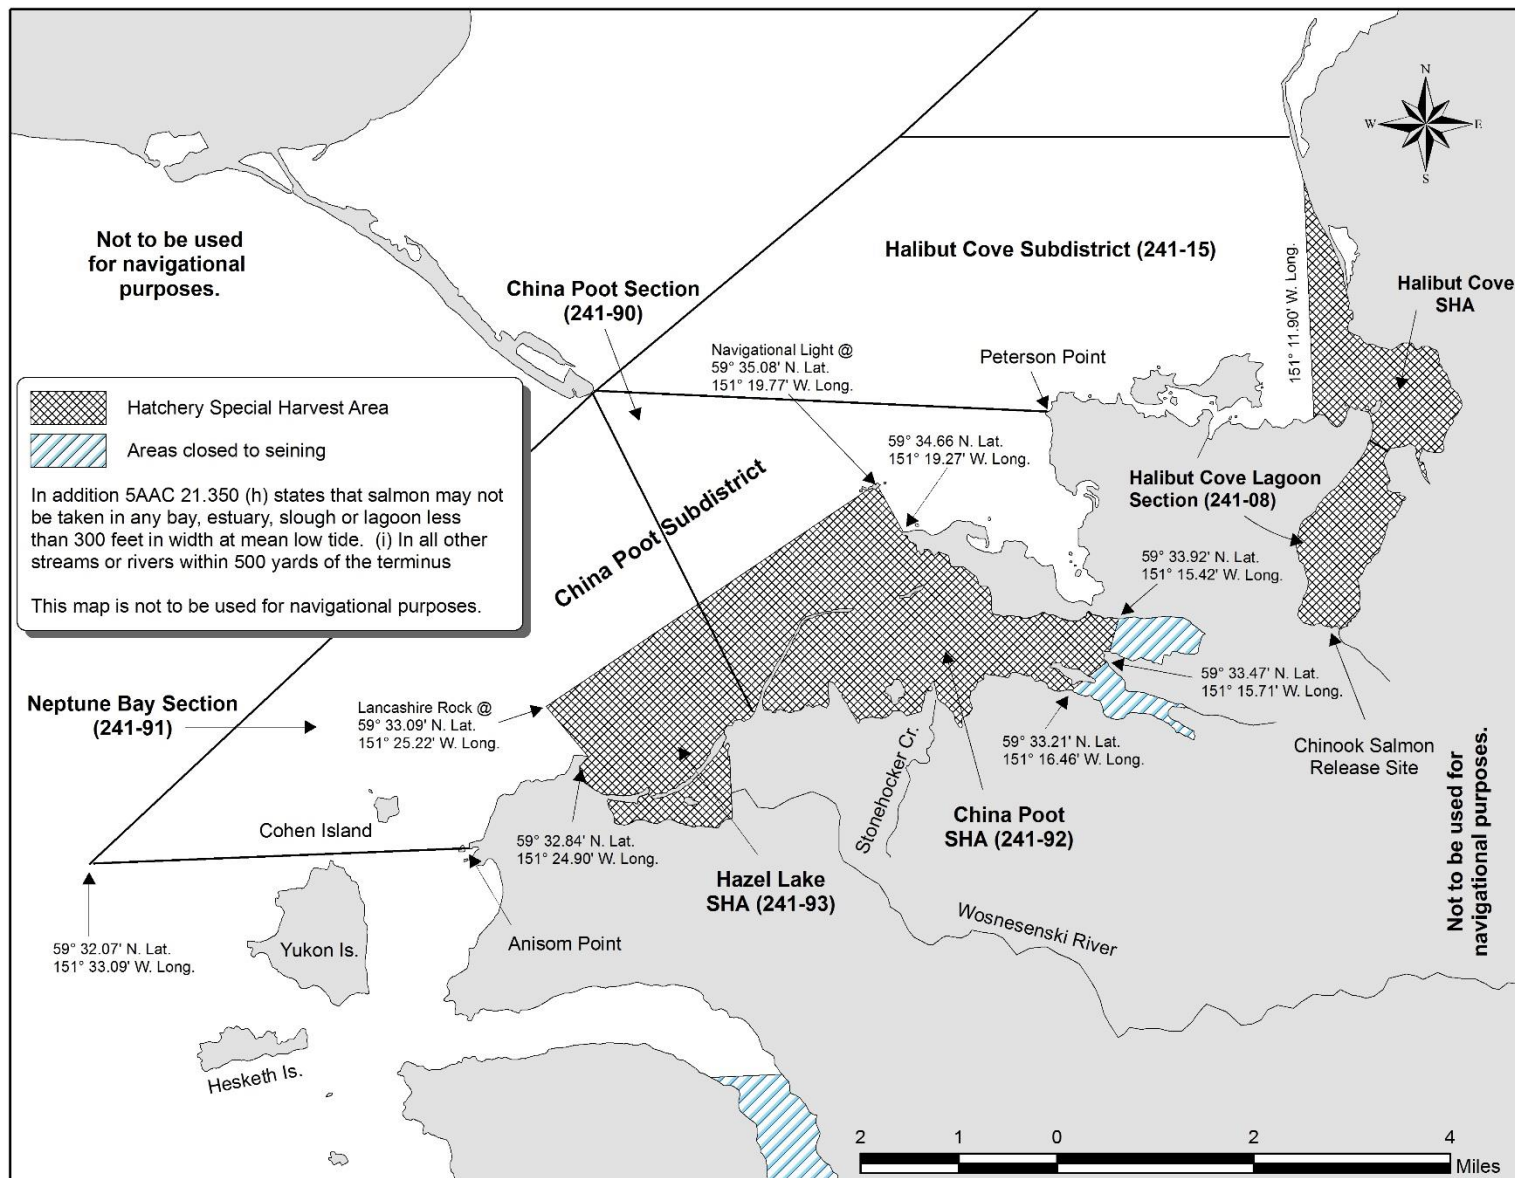 N
W
E
S
Not to be used
for navigational
purposes.
China Poot Section
(241-90)
Halibut Cove Subdistrict (241-15)
151° 11.90' W. Long.
Halibut Cove
SHA
Navigational Light @
59° 35.08' N. Lat.
151° 19.77' W. Long.
Peterson Point
Hatchery Special Harvest Area
Areas closed to seining
In addition 5AAC 21.350 (h) states that salmon may not
be taken in any bay, estuary, slough or lagoon less
than 300 feet in width at mean low tide.  (i) In all other
streams or rivers within 500 yards of the terminus
This map is not to be used for navigational purposes.
59° 34.66 N. Lat.
151° 19.27' W. Long.
Halibut Cove Lagoon
Section (241-08)
China Poot Subdistrict
59° 33.92' N. Lat.
151° 15.42' W. Long.
59° 33.47' N. Lat.
151° 15.71' W. Long.
Neptune Bay Section
(241-91)
Lancashire Rock @
59° 33.09' N. Lat.
151° 25.22' W. Long.
59° 33.21' N. Lat.
151° 16.46' W. Long.
Chinook Salmon
Release Site
Stonehocker Cr.
China Poot
SHA (241-92)
Cohen Island
59° 32.84' N. Lat.
151° 24.90' W. Long.
Hazel Lake
SHA (241-93)
Not to be used for
navigational purposes.
Wosnesenski River
59° 32.07' N. Lat.
151° 33.09' W. Long.
Yukon Is.
Anisom Point
Hesketh Is.
2 1 0 2 4
Miles